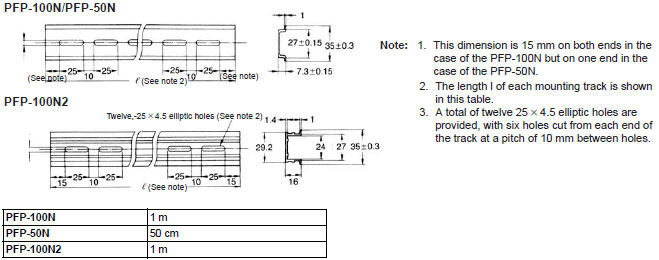 PFP-100N/PFP-50N
1
27±0.15 35±0.3
25 25 25 25
(See note) 10 ℓ (See note 2) 10 (See note)
7.3±0.15
Note: 1. This dimension is 15 mm on both ends in the
case of the PFP-100N but on one end in the
case of the PFP-50N.
2. The length l of each mounting track is shown
in this table.
3. A total of twelve 25 × 4.5 elliptic holes are
provided, with six holes cut from each end of
the track at a pitch of 10 mm between holes.
PFP-100N2
Twelve,-25 × 4.5 elliptic holes (See note 2) 1.4 1
29.2 24 27 35±0.3
25 25 25 25
15 10 ℓ (See note) 10 15 16
PFP-100N 1 m
PFP-50N 50 cm
PFP-100N2 1 m